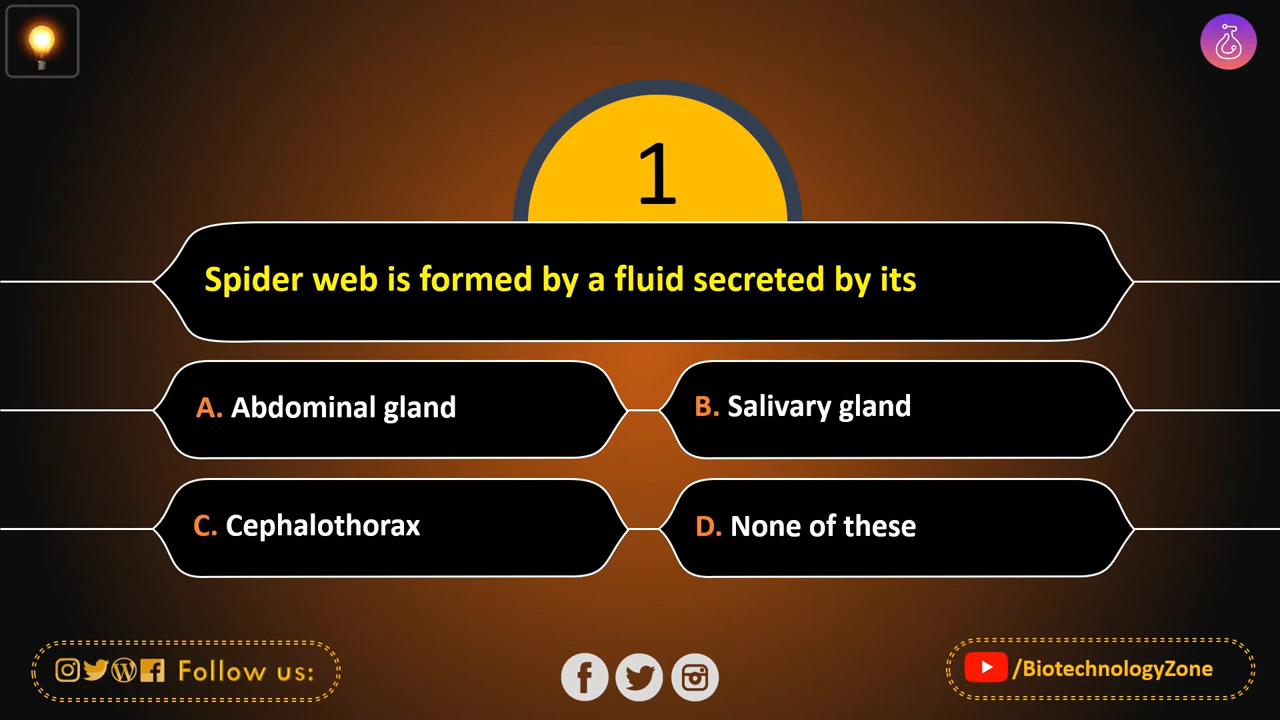 1
Spider web is formed by a fluid secreted by its
A. Abdominal gland
B. Salivary gland
C. Cephalothorax
D. None of these
Follow us:
/BiotechnologyZone